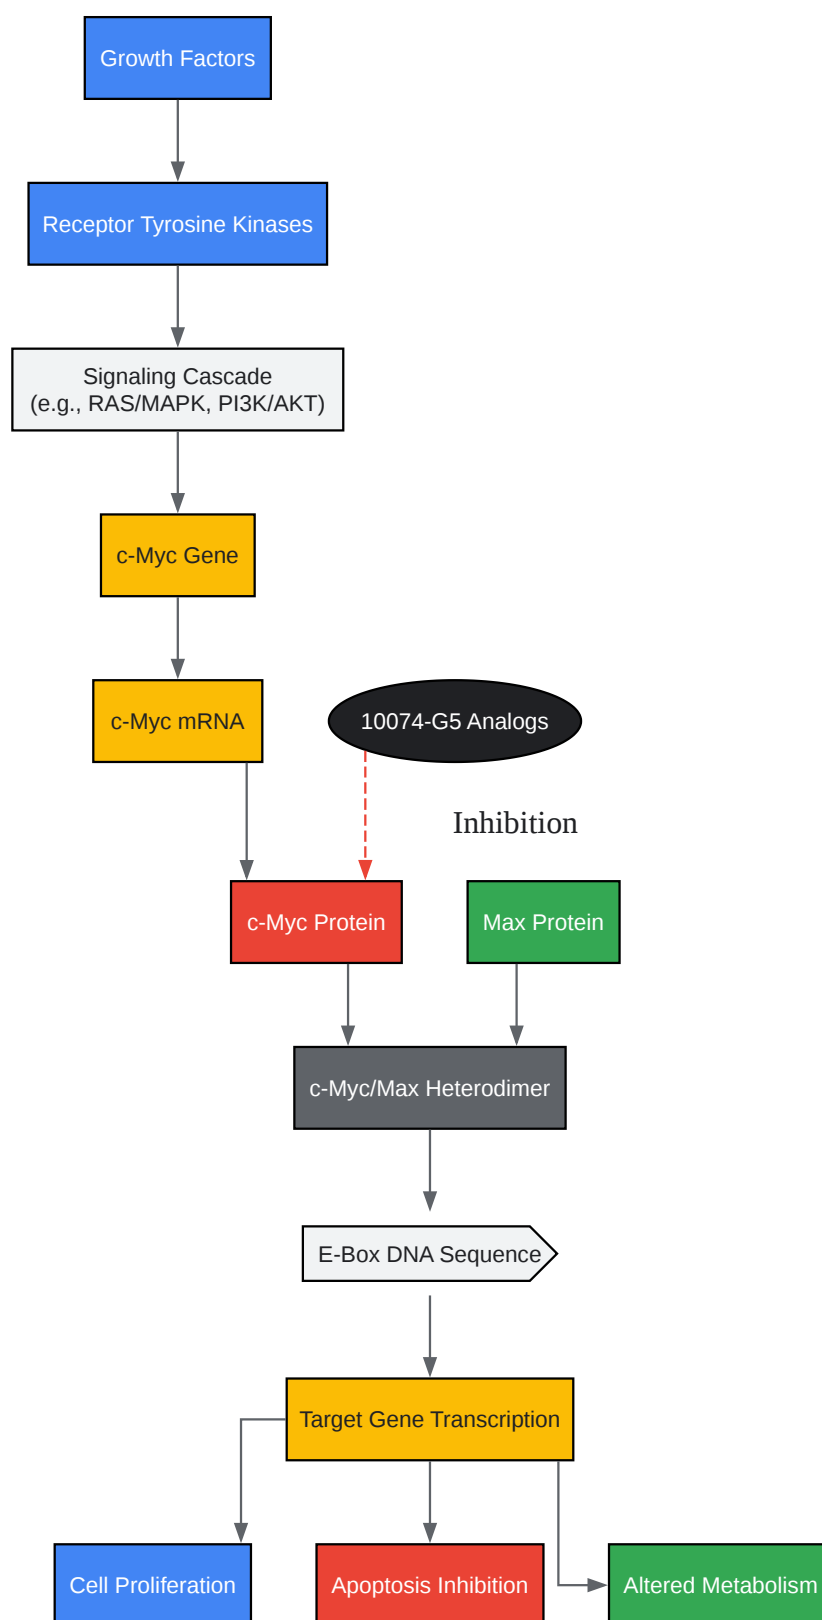 Growth Factors
Receptor Tyrosine Kinases
Signaling Cascade
(e.g., RAS/MAPK, PI3K/AKT)
c-Myc Gene
c-Myc mRNA
10074-G5 Analogs
Inhibition
c-Myc Protein
Max Protein
c-Myc/Max Heterodimer
E-Box DNA Sequence
Target Gene Transcription
Cell Proliferation
Apoptosis Inhibition
Altered Metabolism